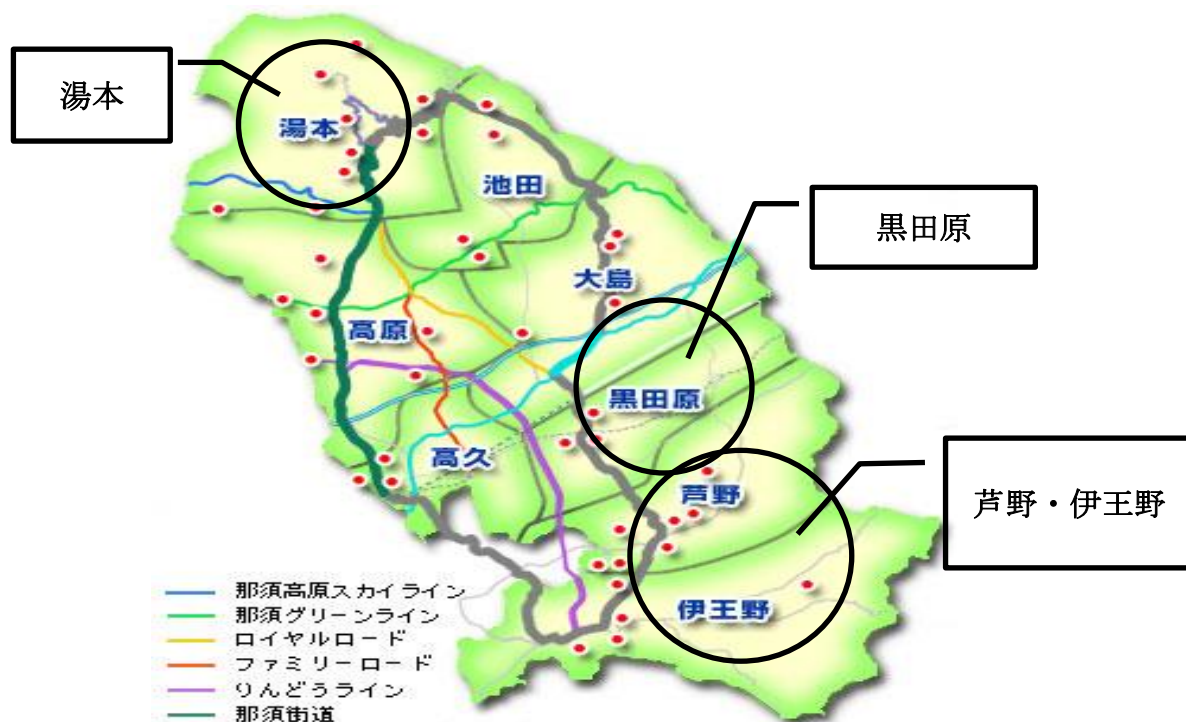 湯本
湯本
池田
黒田原
大島
高原
黒田原
高久
芦野
芦野・伊王野
伊王野
那須高原スカイライン
那須グリーンライン
ロイヤルロード
ファミリーロード
りんどうライン
那須街道